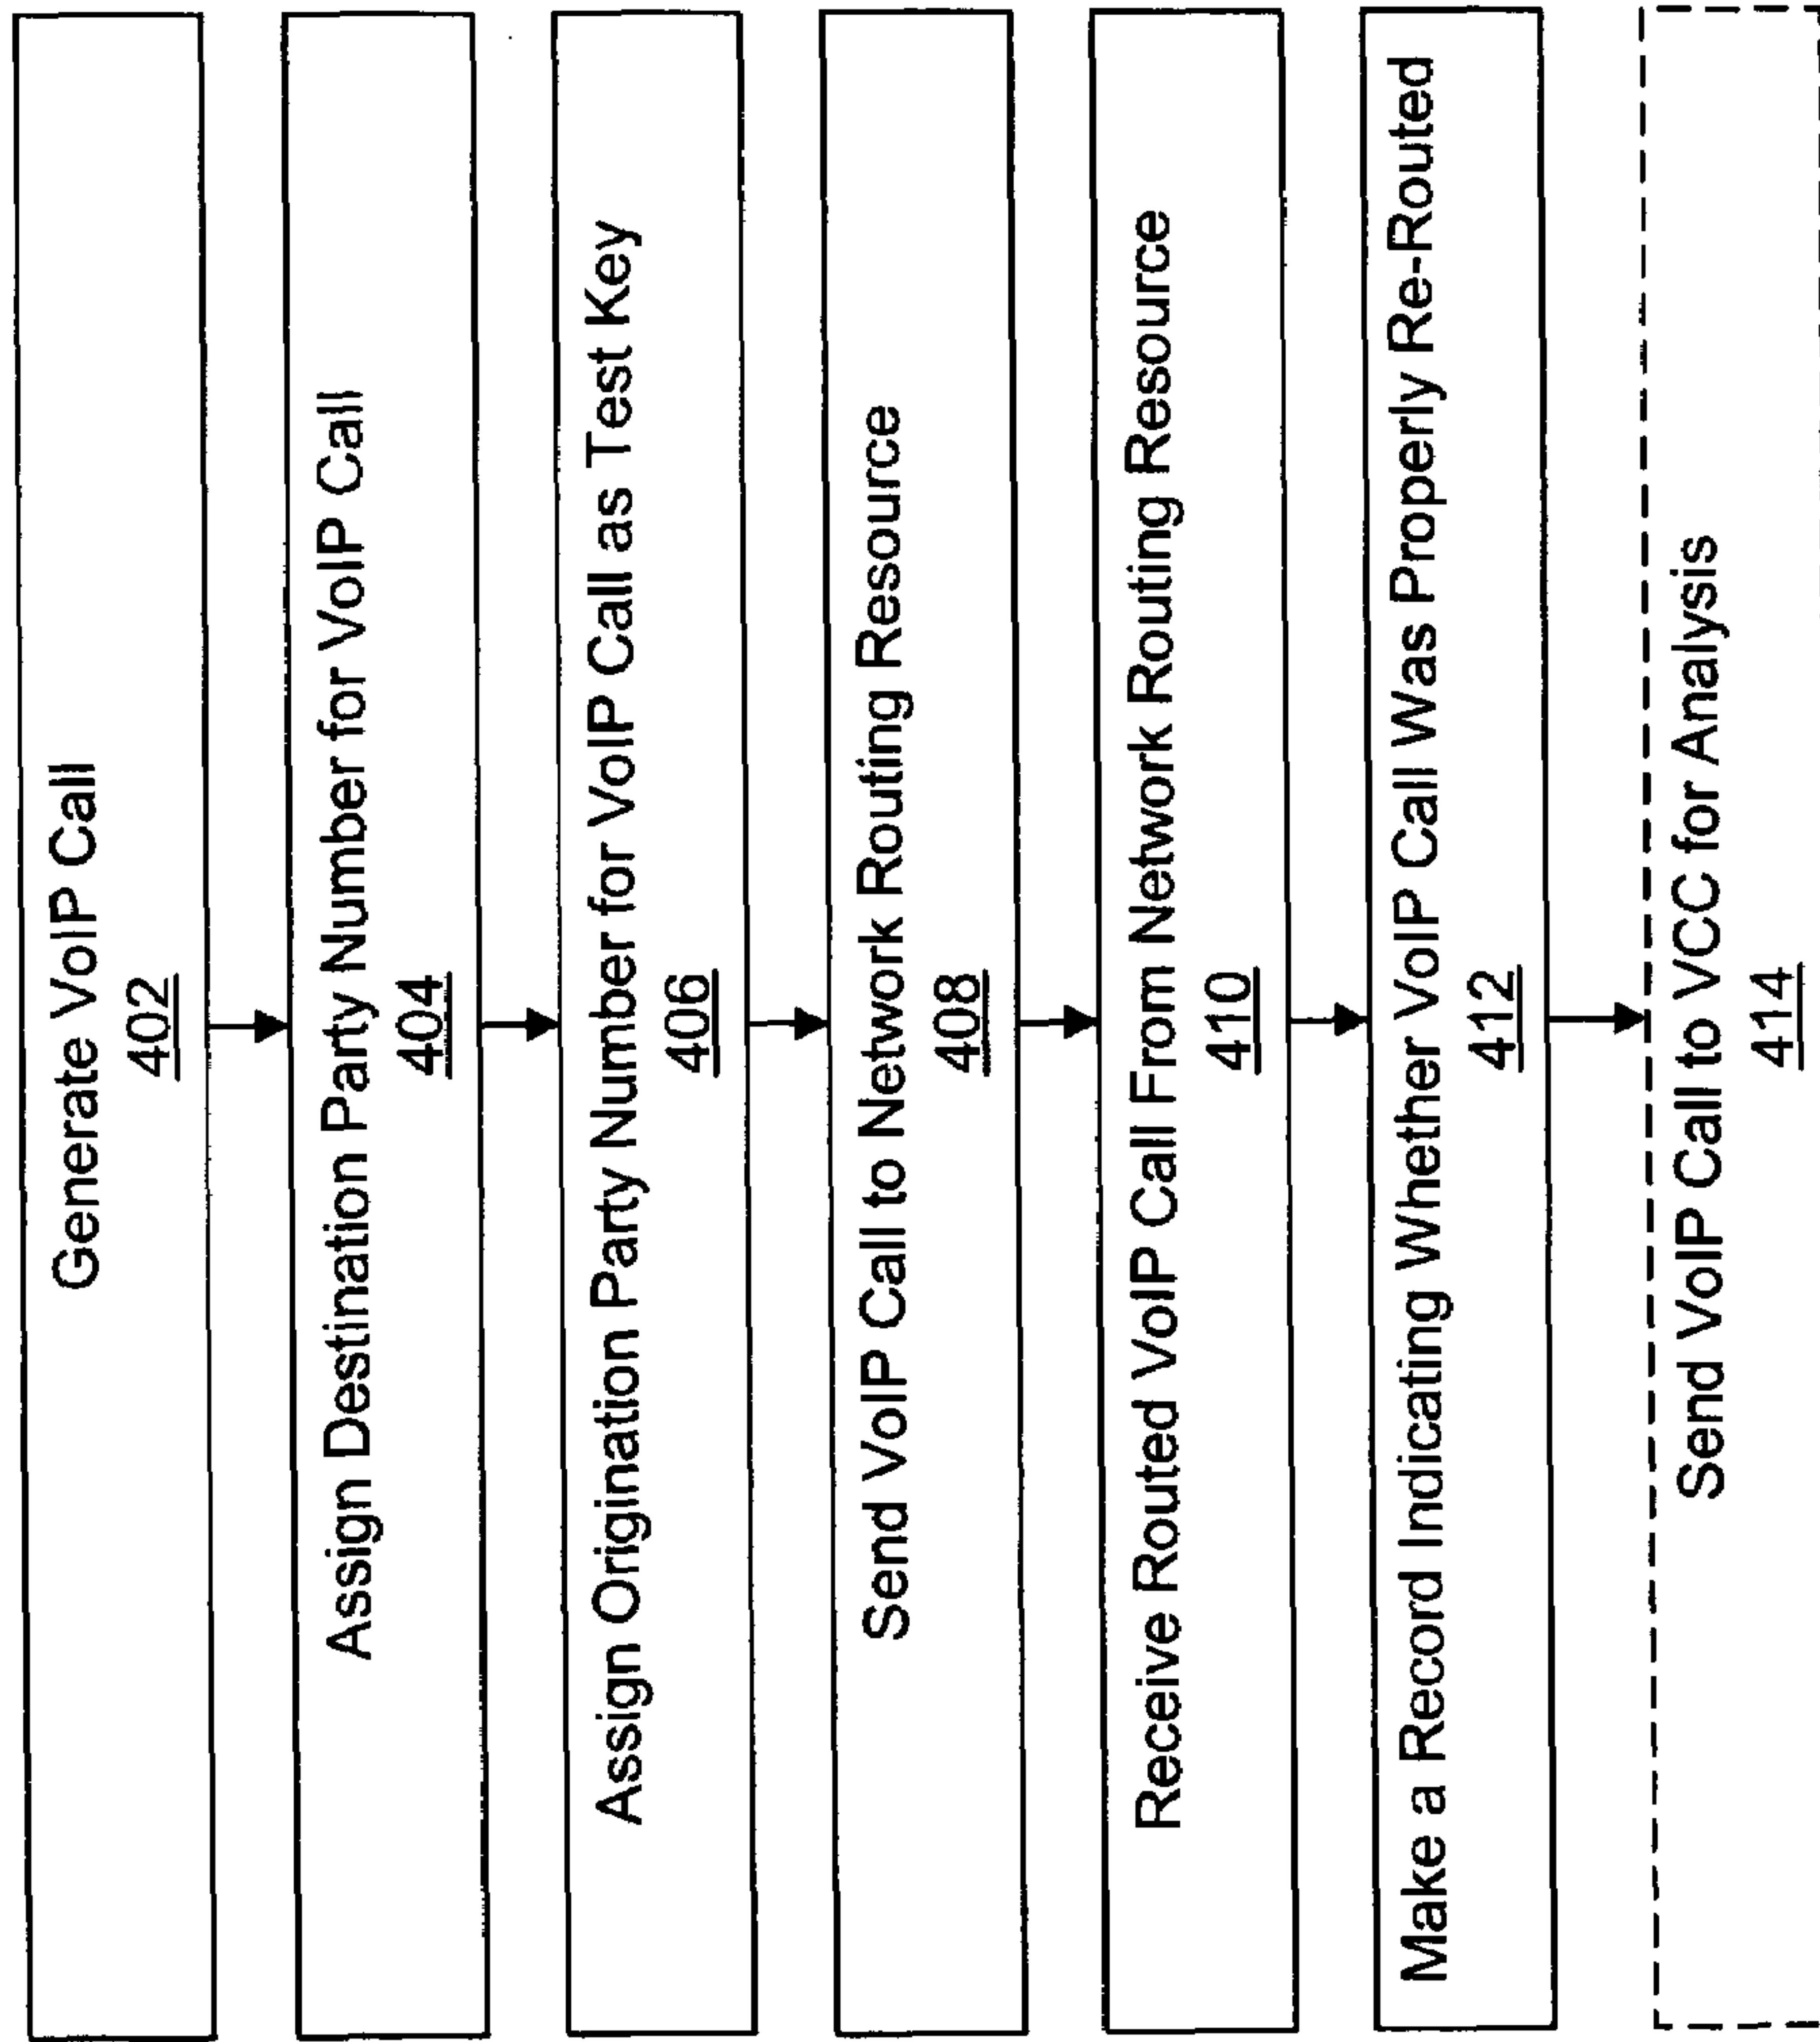 Generate VoIP Call
402
Assign Destination Party Number for VoIP Call
404
Assign Origination Party Number for VoIP Call as Test Key
406
Send VoIP Call to Network Routing Resource
408
Receive Routed VoIP Call From Network Routing Resource
410
Make a Record Indicating Whether VoIP Call Was Properly Re-Routed
412
Send VoIP Call to VCC for Analysis
414